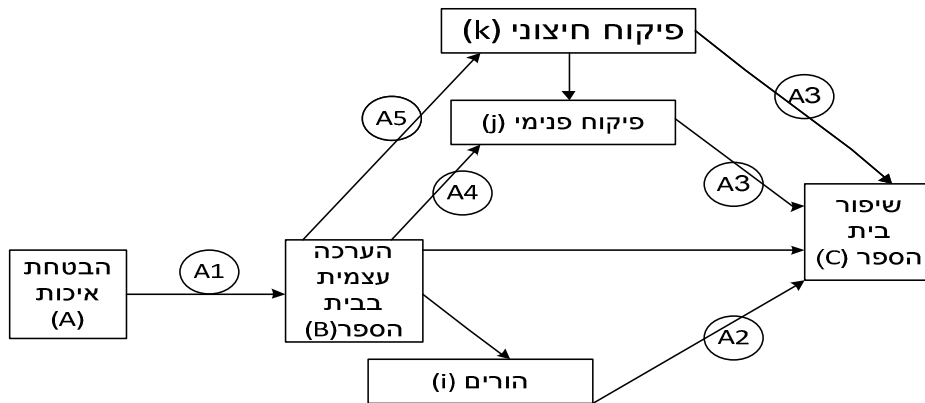 פיקוח חיצוני (k)
A5
A3
פיקוח פנימי (j)
A4
A3
שיפור
בית
הספר (C)
הבטחת
איכות
(A)
A1
הערכה
עצמית
בבית
הספר(B)
A2
הורים (i)